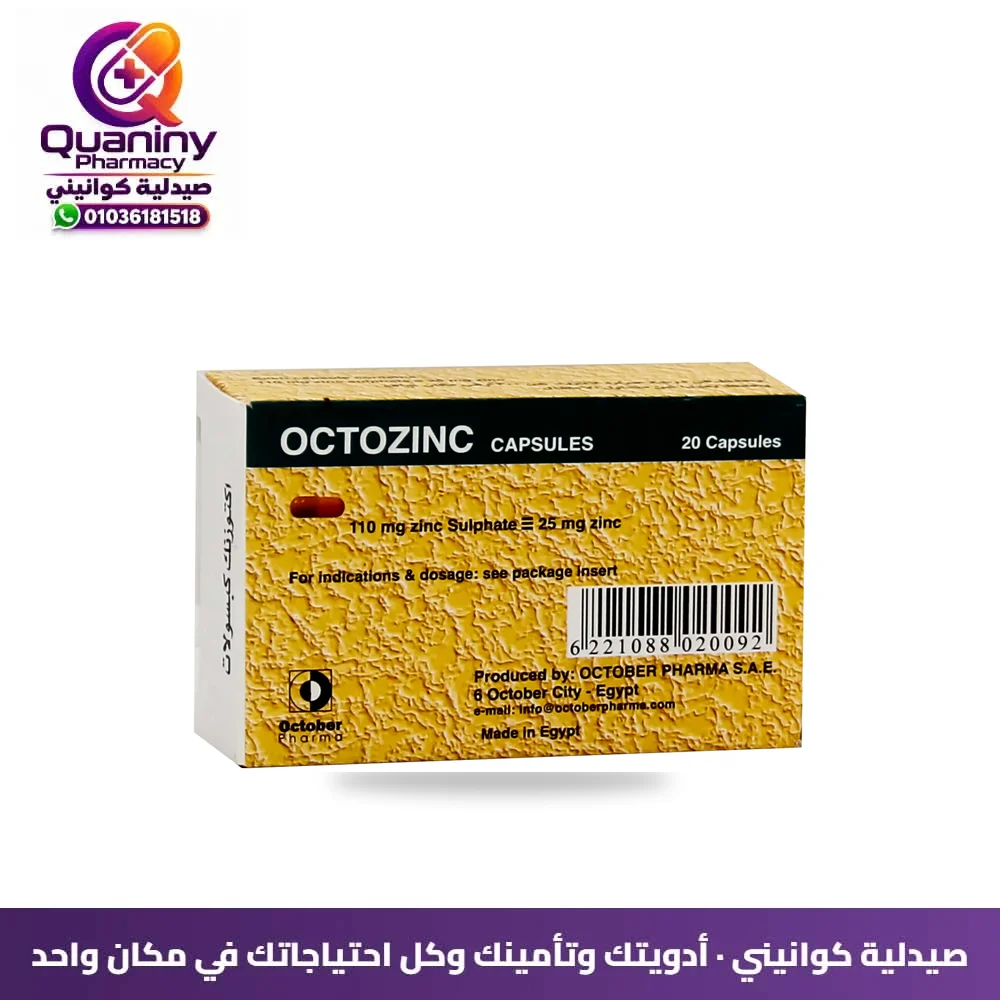 Quaniny
Pharmacy
صيدلية كوانيني
01036181518
OCTOZINC CAPSULES
20 Capsules
110 mg zinc Sulphate ≡ 25 mg zinc
For indications & dosage: see package insert
6 221088 020092
Produced by: OCTOBER PHARMA S.A.E.
6 October City - Egypt
e-mail: info@octoberpharma.com
Made in Egypt
October
Pharma
اكتوزنك كبسولات
صيدلية كوانيني · أدويتك وتأمينك وكل احتياجاتك في مكان واحد